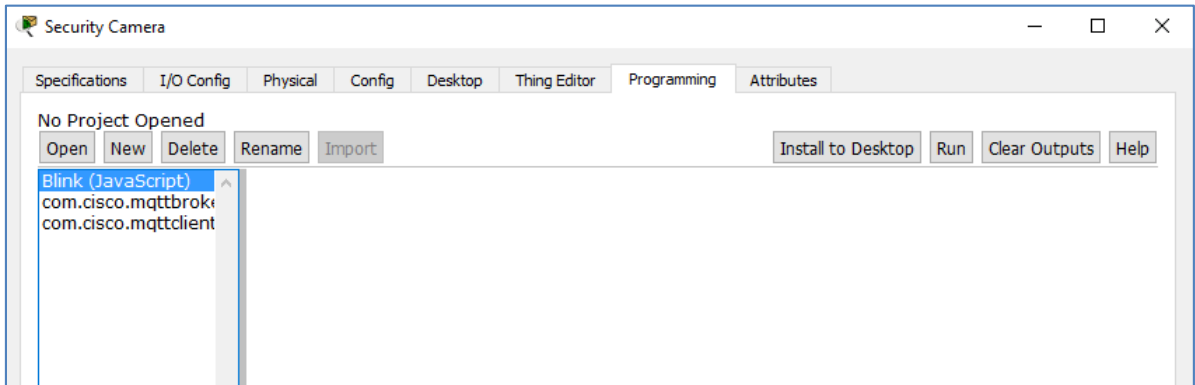 Security Camera
Specifications I/O Config Physical Config Desktop Thing Editor Programming Attributes
No Project Opened
Open New Delete Rename Import Install to Desktop Run Clear Outputs Help
Blink (JavaScript)
com.cisco.mqttbroke
com.cisco.mqttclient